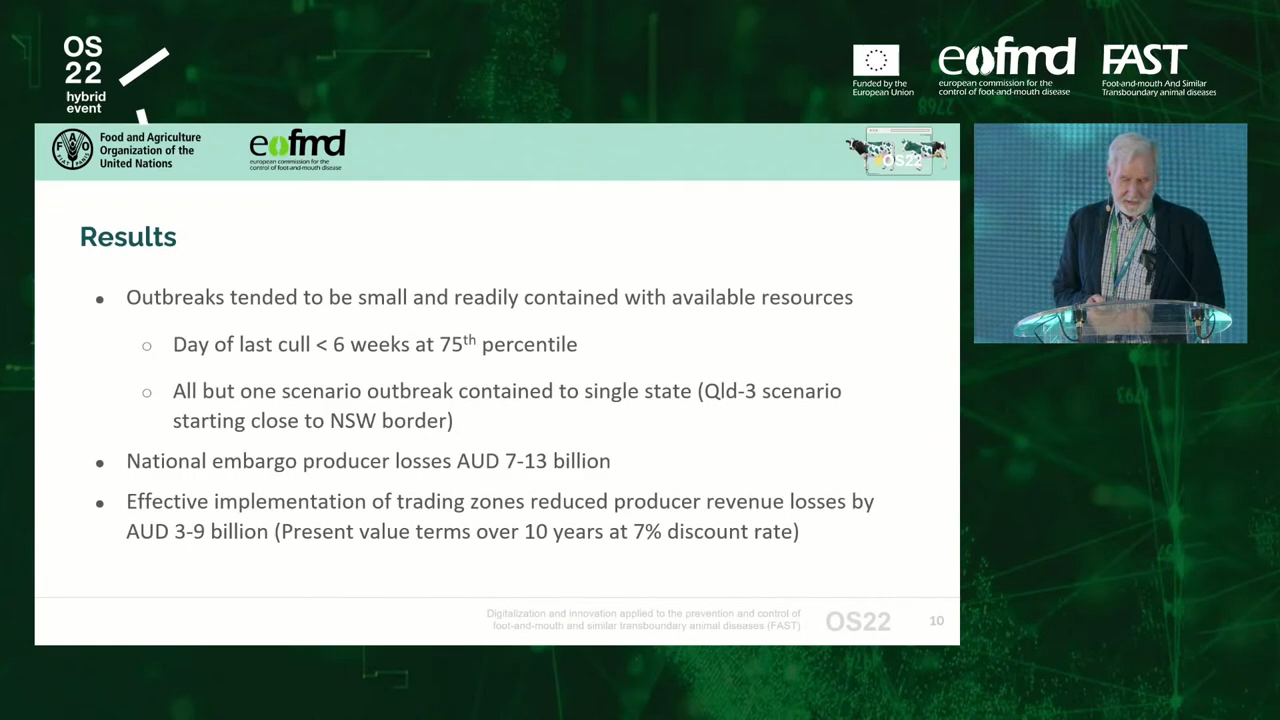 OS
22
hybrid
event
Funded by the
European Union
eofmd
european commission for the
control of foot-and-mouth disease
FAST
Foot-and-mouth And Similar
Transboundary animal diseases
FAO
FIAT PANIS
Food and Agriculture
Organization of the
United Nations
eofmd
european commission for the
control of foot-and-mouth disease
OS22
Results
• Outbreaks tended to be small and readily contained with available resources
○ Day of last cull < 6 weeks at 75th percentile
○ All but one scenario outbreak contained to single state (Qld-3 scenario
starting close to NSW border)
• National embargo producer losses AUD 7-13 billion
• Effective implementation of trading zones reduced producer revenue losses by
AUD 3-9 billion (Present value terms over 10 years at 7% discount rate)
Digitalization and innovation applied to the prevention and control of
foot-and-mouth and similar transboundary animal diseases (FAST)
OS22
10